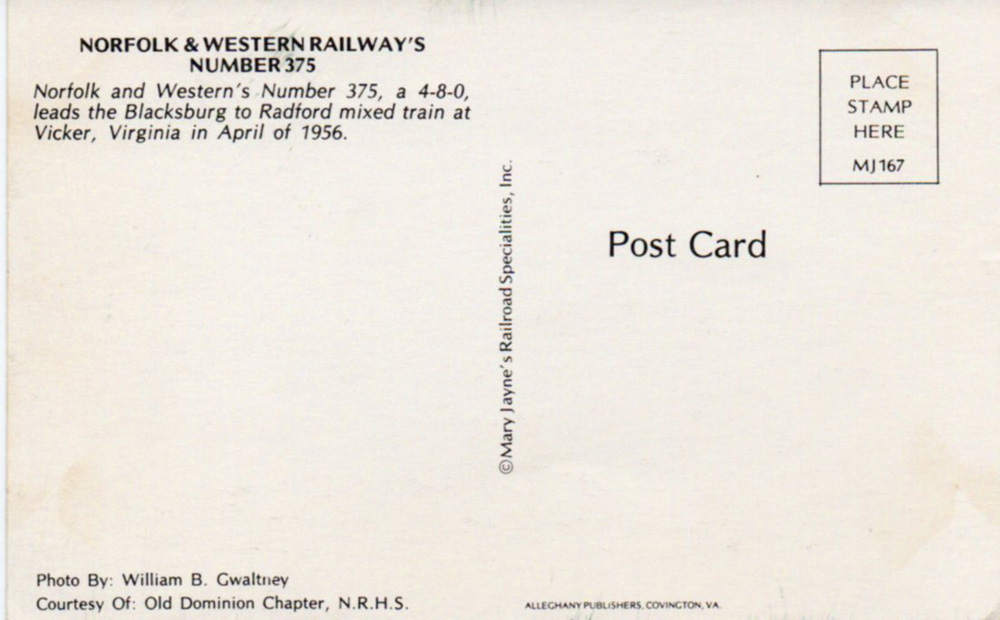 NORFOLK & WESTERN RAILWAY'S
NUMBER 375
Norfolk and Western's Number 375, a 4-8-0,
leads the Blacksburg to Radford mixed train at
Vicker, Virginia in April of 1956.
PLACE
STAMP
HERE
MJ167
Post Card
©Mary Jayne's Railroad Specialities, Inc.
Photo By: William B. Gwaltney
Courtesy Of: Old Dominion Chapter, N.R.H.S.
ALLEGHANY PUBLISHERS, COVINGTON, VA.